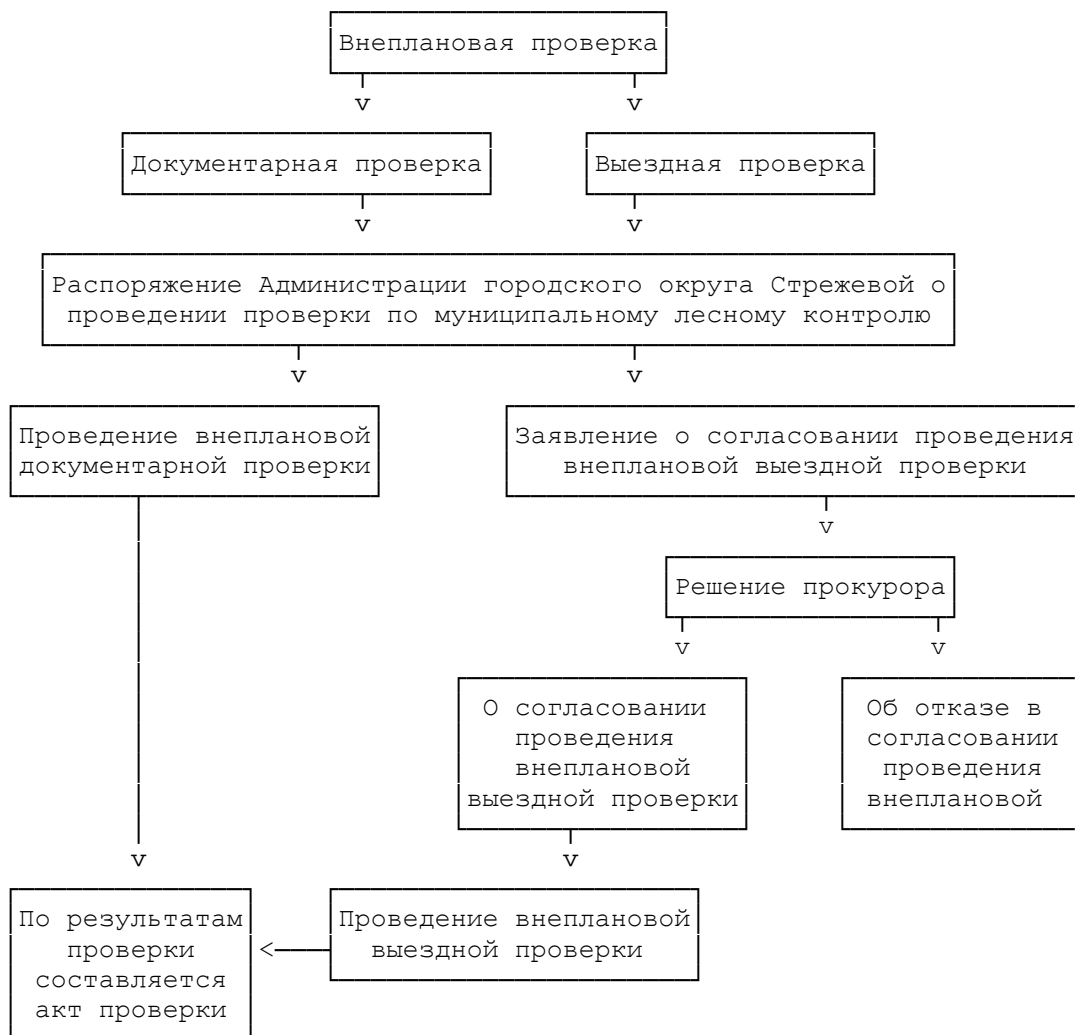 Внеплановая проверка
v
v
Документарная проверка
Выездная проверка
v
v
Распоряжение Администрации городского округа Стрежевой о
проведении проверки по муниципальному лесному контролю
v
v
Проведение внеплановой
документарной проверки
Заявление о согласовании проведения
внеплановой выездной проверки
v
Решение прокурора
v
v
О согласовании
проведения
внеплановой
выездной проверки
Об отказе в
согласовании
проведения
внеплановой
v
v
По результатам
проверки
составляется
акт проверки
<
Проведение внеплановой
выездной проверки